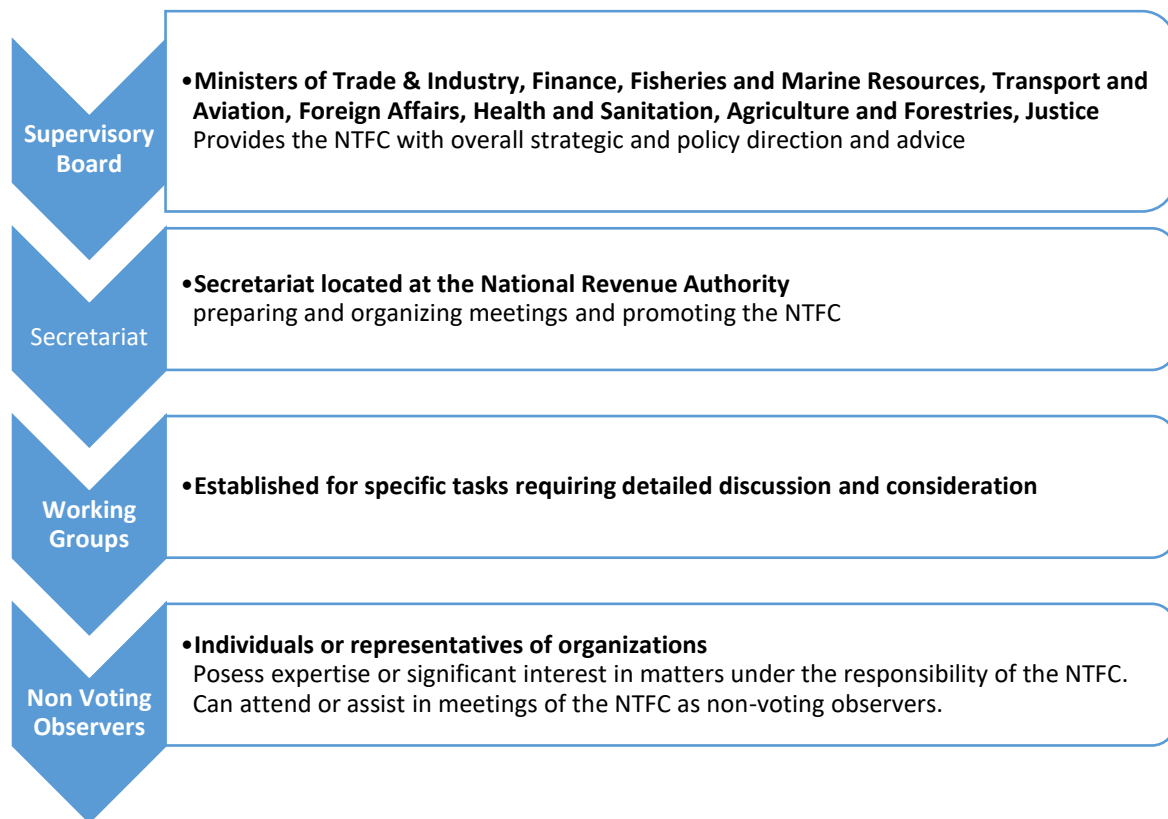 Supervisory
Board
•Ministers of Trade & Industry, Finance, Fisheries and Marine Resources, Transport and
Aviation, Foreign Affairs, Health and Sanitation, Agriculture and Forestries, Justice
Provides the NTFC with overall strategic and policy direction and advice
Secretariat
•Secretariat located at the National Revenue Authority
preparing and organizing meetings and promoting the NTFC
Working
Groups
•Established for specific tasks requiring detailed discussion and consideration
Non Voting
Observers
•Individuals or representatives of organizations
Posess expertise or significant interest in matters under the responsibility of the NTFC.
Can attend or assist in meetings of the NTFC as non-voting observers.